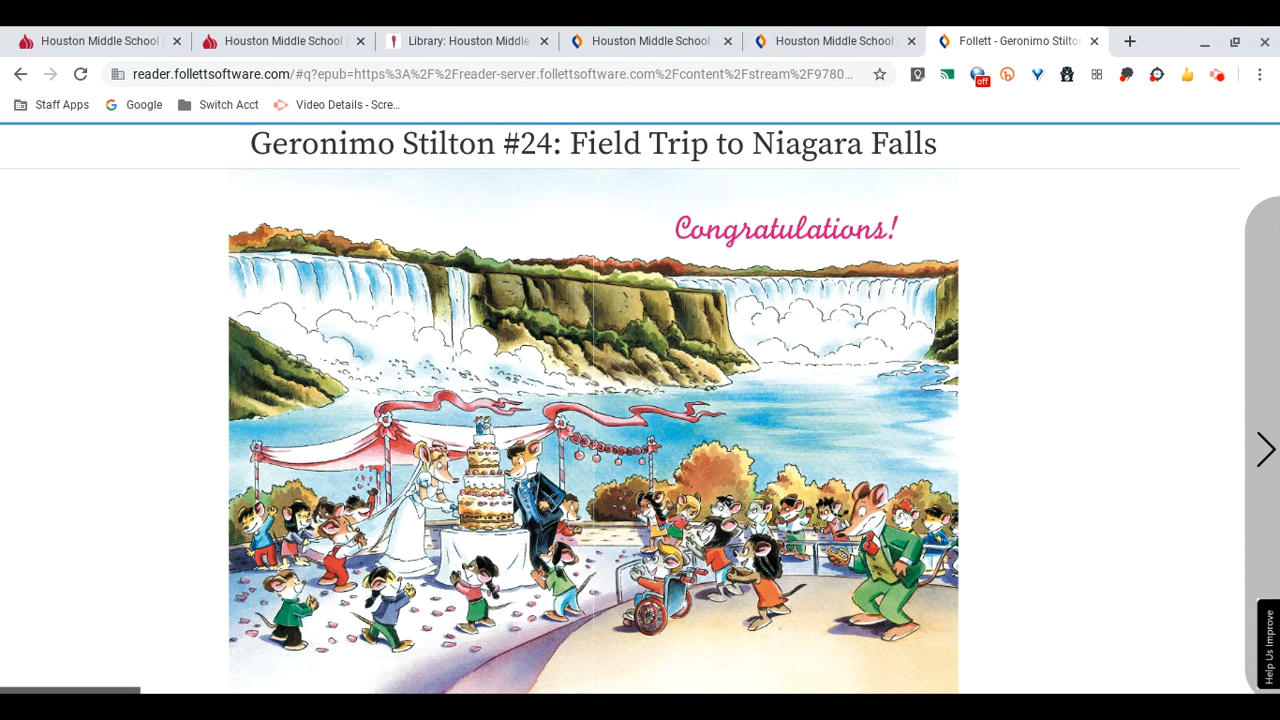 Houston Middle School
Houston Middle School
Library: Houston Middle
Houston Middle School -
Houston Middle School -
Follett - Geronimo Stilto
reader.follettsoftware.com/#q?epub=https%3A%2F%2Freader-server.follettsoftware.com%2Fcontent%2Fstream%2F9780...
off
Staff Apps
Google
Switch Acct
Video Details - Scre...
Geronimo Stilton #24: Field Trip to Niagara Falls
Congratulations!
Help Us Improve